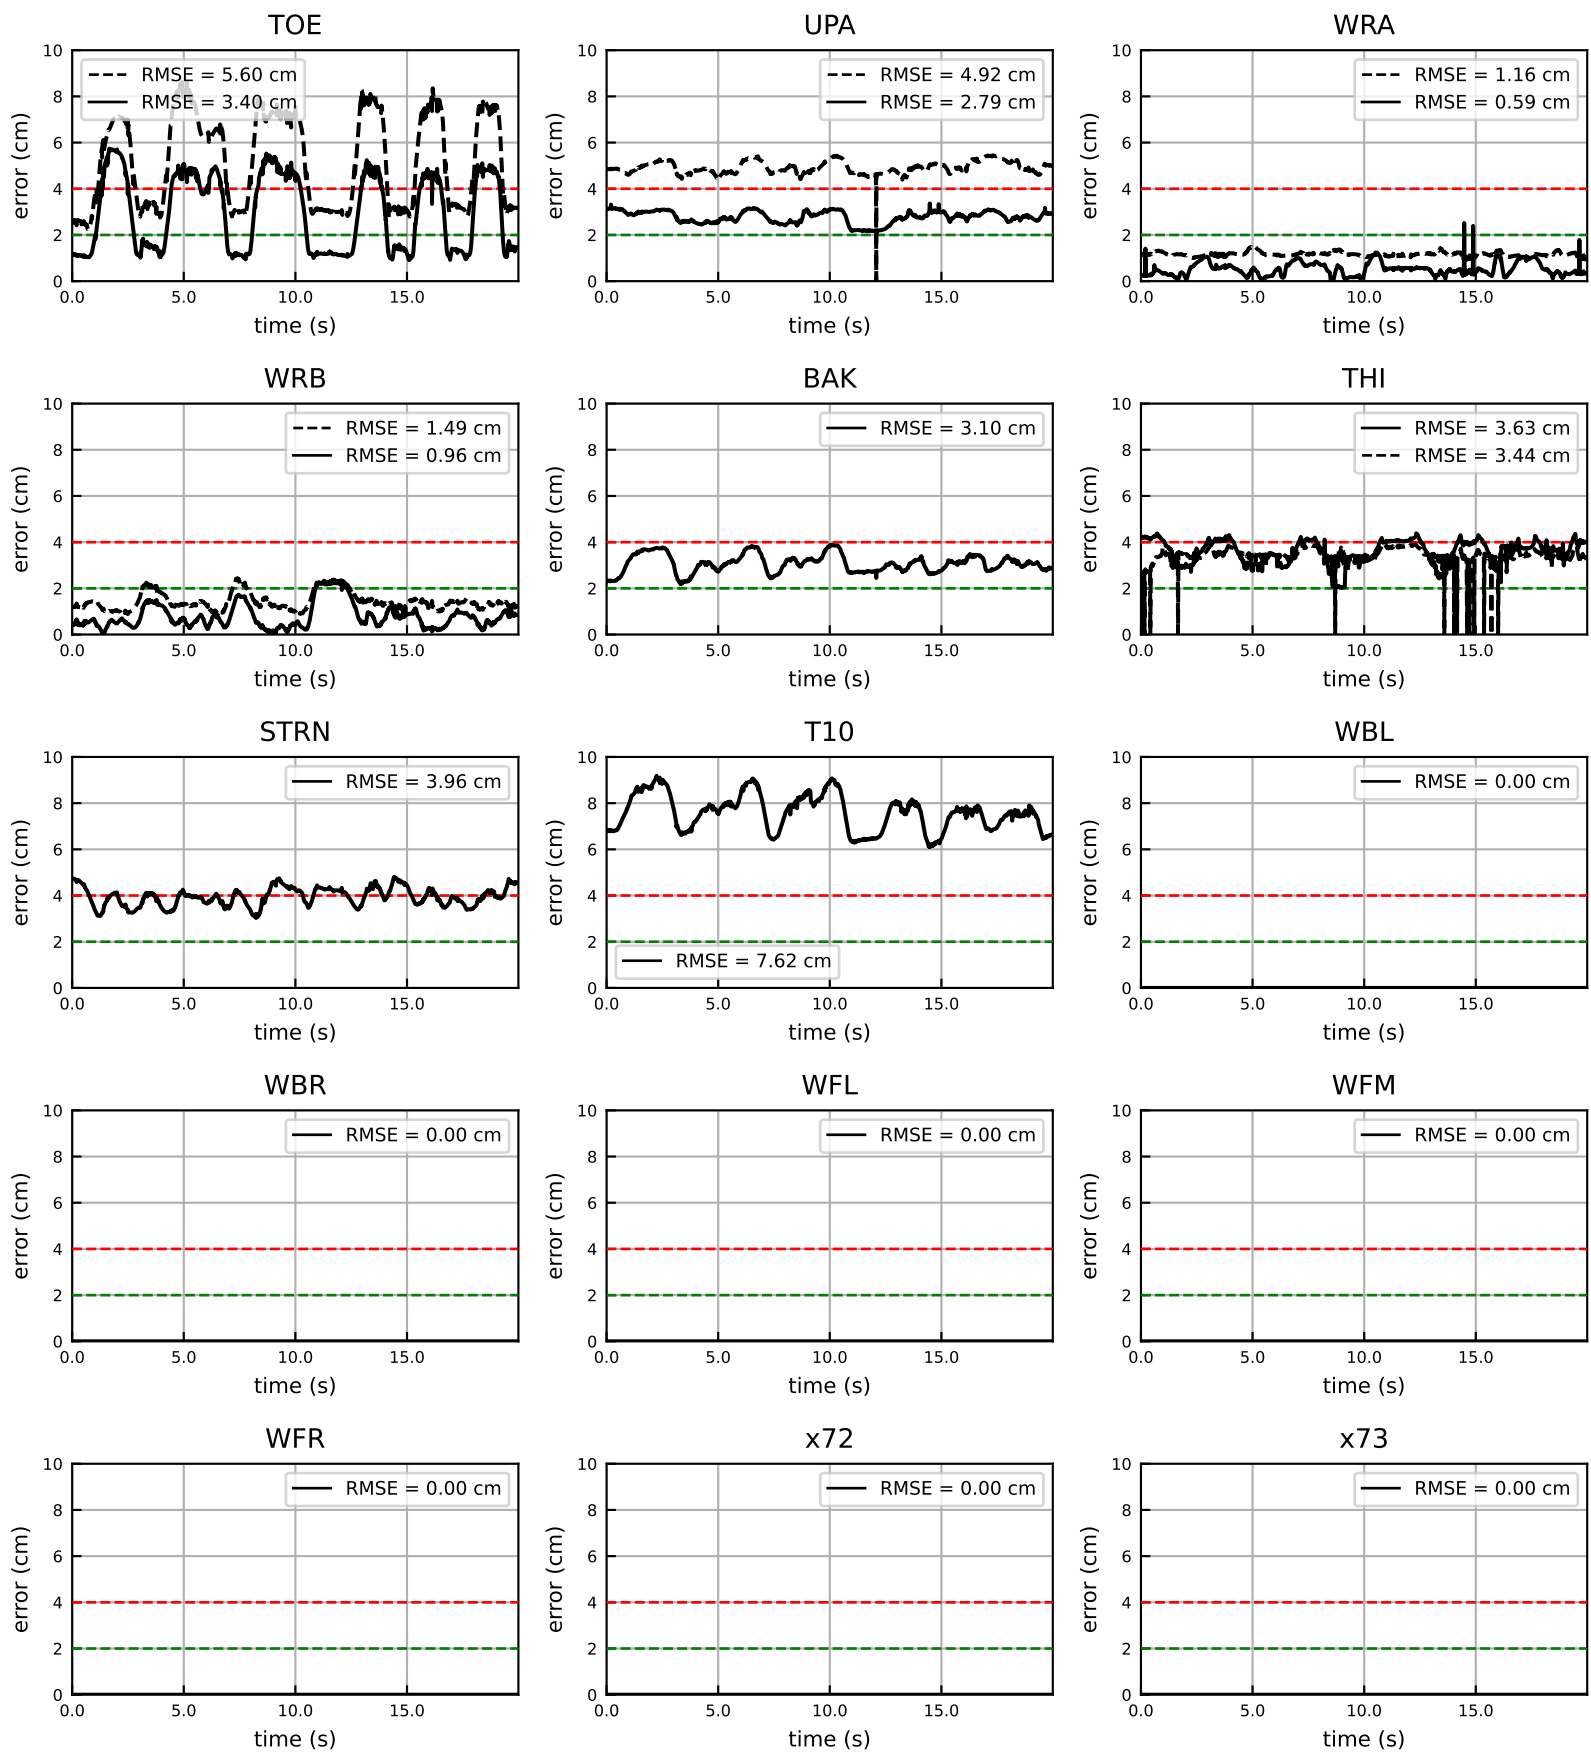 TOE
10
8
6
4
2
0
error (cm)
RMSE = 5.60 cm
RMSE = 3.40 cm
0.0 5.0 10.0 15.0
time (s)
UPA
10
8
6
4
2
0
error (cm)
RMSE = 4.92 cm
RMSE = 2.79 cm
0.0 5.0 10.0 15.0
time (s)
WRA
10
8
6
4
2
0
error (cm)
RMSE = 1.16 cm
RMSE = 0.59 cm
0.0 5.0 10.0 15.0
time (s)
WRB
10
8
6
4
2
0
error (cm)
RMSE = 1.49 cm
RMSE = 0.96 cm
0.0 5.0 10.0 15.0
time (s)
BAK
10
8
6
4
2
0
error (cm)
RMSE = 3.10 cm
0.0 5.0 10.0 15.0
time (s)
THI
10
8
6
4
2
0
error (cm)
RMSE = 3.63 cm
RMSE = 3.44 cm
0.0 5.0 10.0 15.0
time (s)
STRN
10
8
6
4
2
0
error (cm)
RMSE = 3.96 cm
0.0 5.0 10.0 15.0
time (s)
T10
10
8
6
4
2
0
error (cm)
RMSE = 7.62 cm
0.0 5.0 10.0 15.0
time (s)
WBL
10
8
6
4
2
0
error (cm)
RMSE = 0.00 cm
0.0 5.0 10.0 15.0
time (s)
WBR
10
8
6
4
2
0
error (cm)
RMSE = 0.00 cm
0.0 5.0 10.0 15.0
time (s)
WFL
10
8
6
4
2
0
error (cm)
RMSE = 0.00 cm
0.0 5.0 10.0 15.0
time (s)
WFM
10
8
6
4
2
0
error (cm)
RMSE = 0.00 cm
0.0 5.0 10.0 15.0
time (s)
WFR
10
8
6
4
2
0
error (cm)
RMSE = 0.00 cm
0.0 5.0 10.0 15.0
time (s)
x72
10
8
6
4
2
0
error (cm)
RMSE = 0.00 cm
0.0 5.0 10.0 15.0
time (s)
x73
10
8
6
4
2
0
error (cm)
RMSE = 0.00 cm
0.0 5.0 10.0 15.0
time (s)